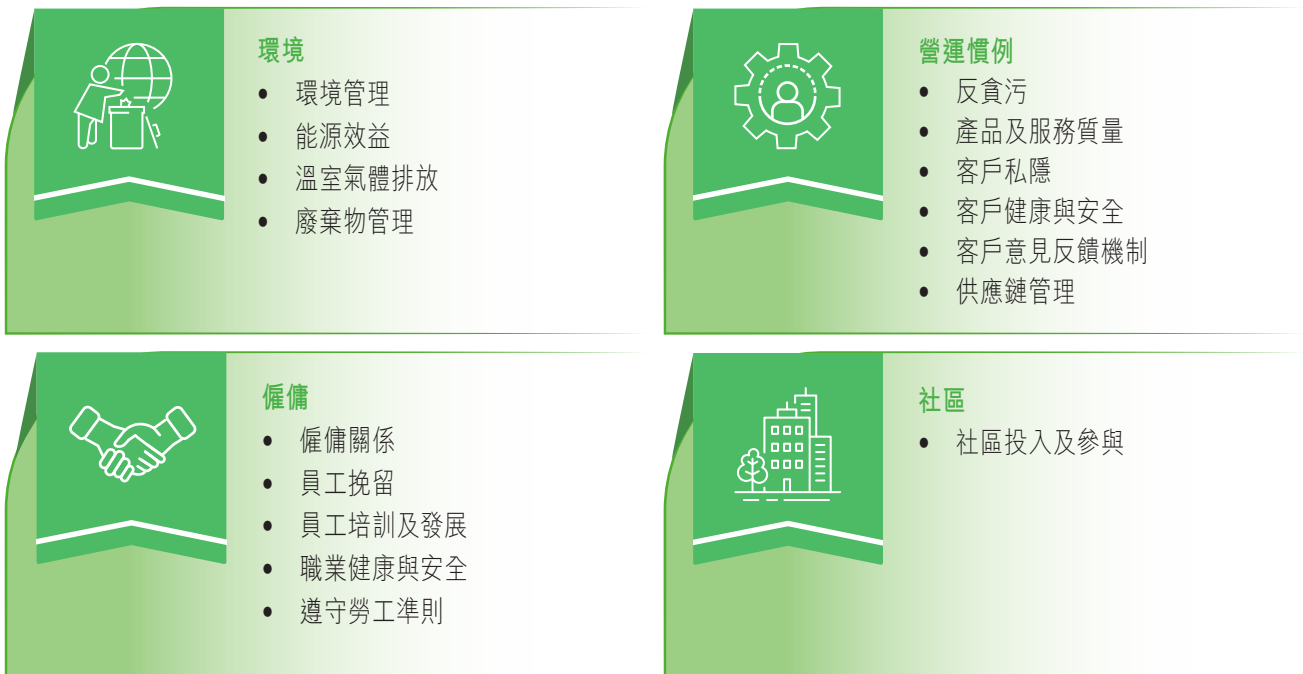 環境
• 環境管理
• 能源效益
• 溫室氣體排放
• 廢棄物管理
營運慣例
• 反貪污
• 產品及服務質量
• 客戶私隱
• 客戶健康與安全
• 客戶意見反饋機制
• 供應鏈管理
僱傭
• 僱傭關係
• 員工挽留
• 員工培訓及發展
• 職業健康與安全
• 遵守勞工準則
社區
• 社區投入及參與